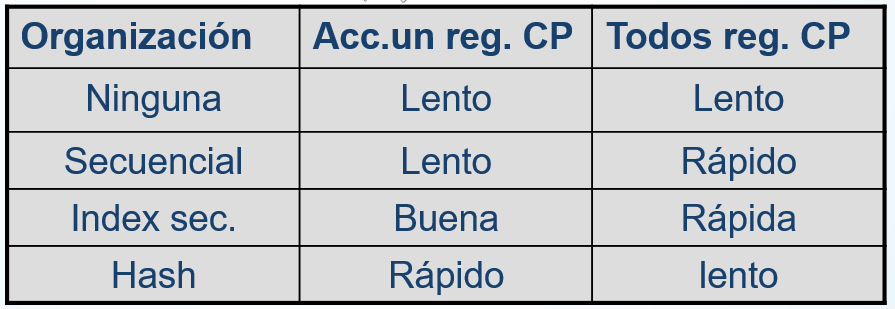 Organización Acc.un reg. CP Todos reg. CP
Ninguna Lento Lento
Secuencial Lento Rápido
Index sec. Buena Rápida
Hash Rápido lento